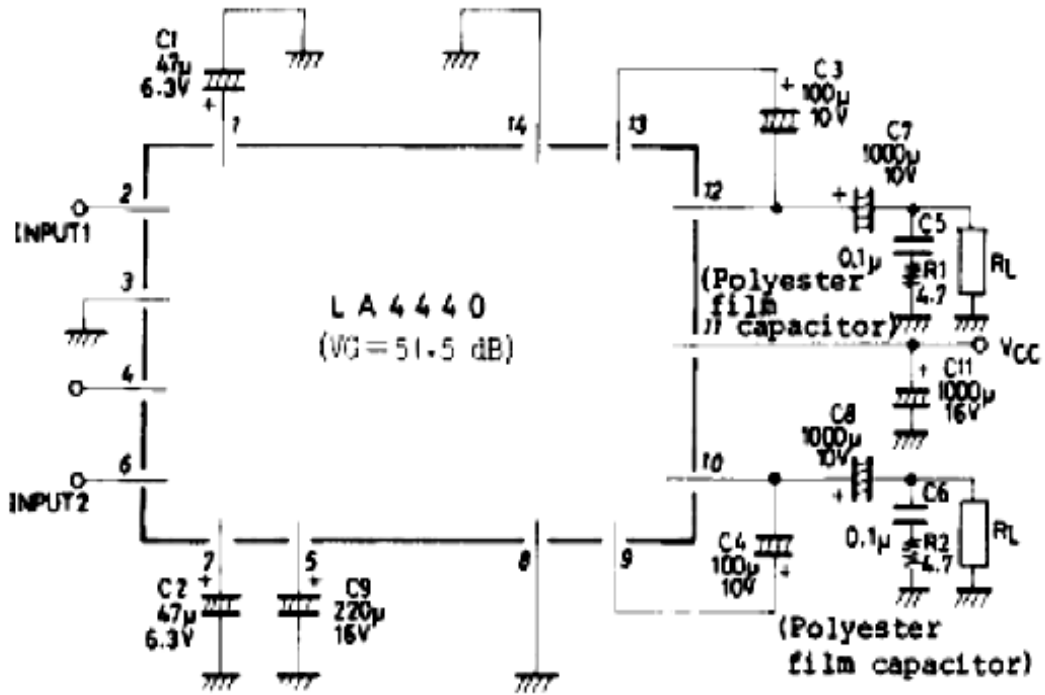 C1
47μ
6.3V
+
1
14
13
+
C3
100μ
10V
C7
1000μ
10V
2
INPUT1
12
+
C5
0.1μ
R1
4.7
RL
3
LA4440
(VG=51.5 dB)
(Polyester
film
capacitor)
11
VCC
4
+
C11
1000μ
16V
C8
1000μ
10V
6
INPUT2
10
+
C6
0.1μ
R2
4.7
RL
7
5
8
9
C4
100μ
10V
+
C2
47μ
6.3V
+
C9
220μ
16V
+
(Polyester
film capacitor)